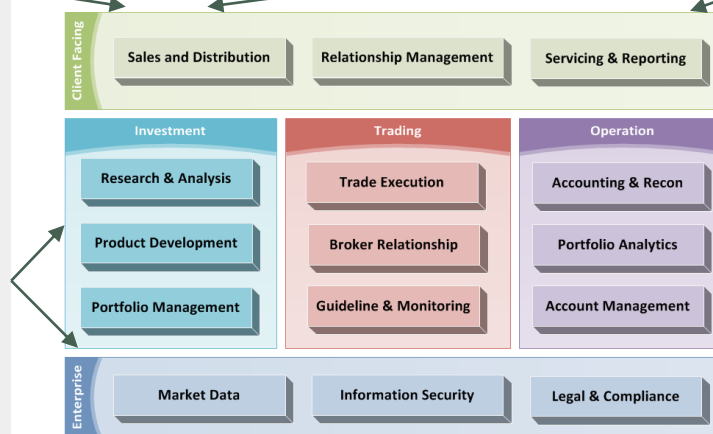 Client Facing
Sales and Distribution
Relationship Management
Servicing & Reporting
Investment
Research & Analysis
Product Development
Portfolio Management
Trading
Trade Execution
Broker Relationship
Guideline & Monitoring
Operation
Accounting & Recon
Portfolio Analytics
Account Management
Enterprise
Market Data
Information Security
Legal & Compliance